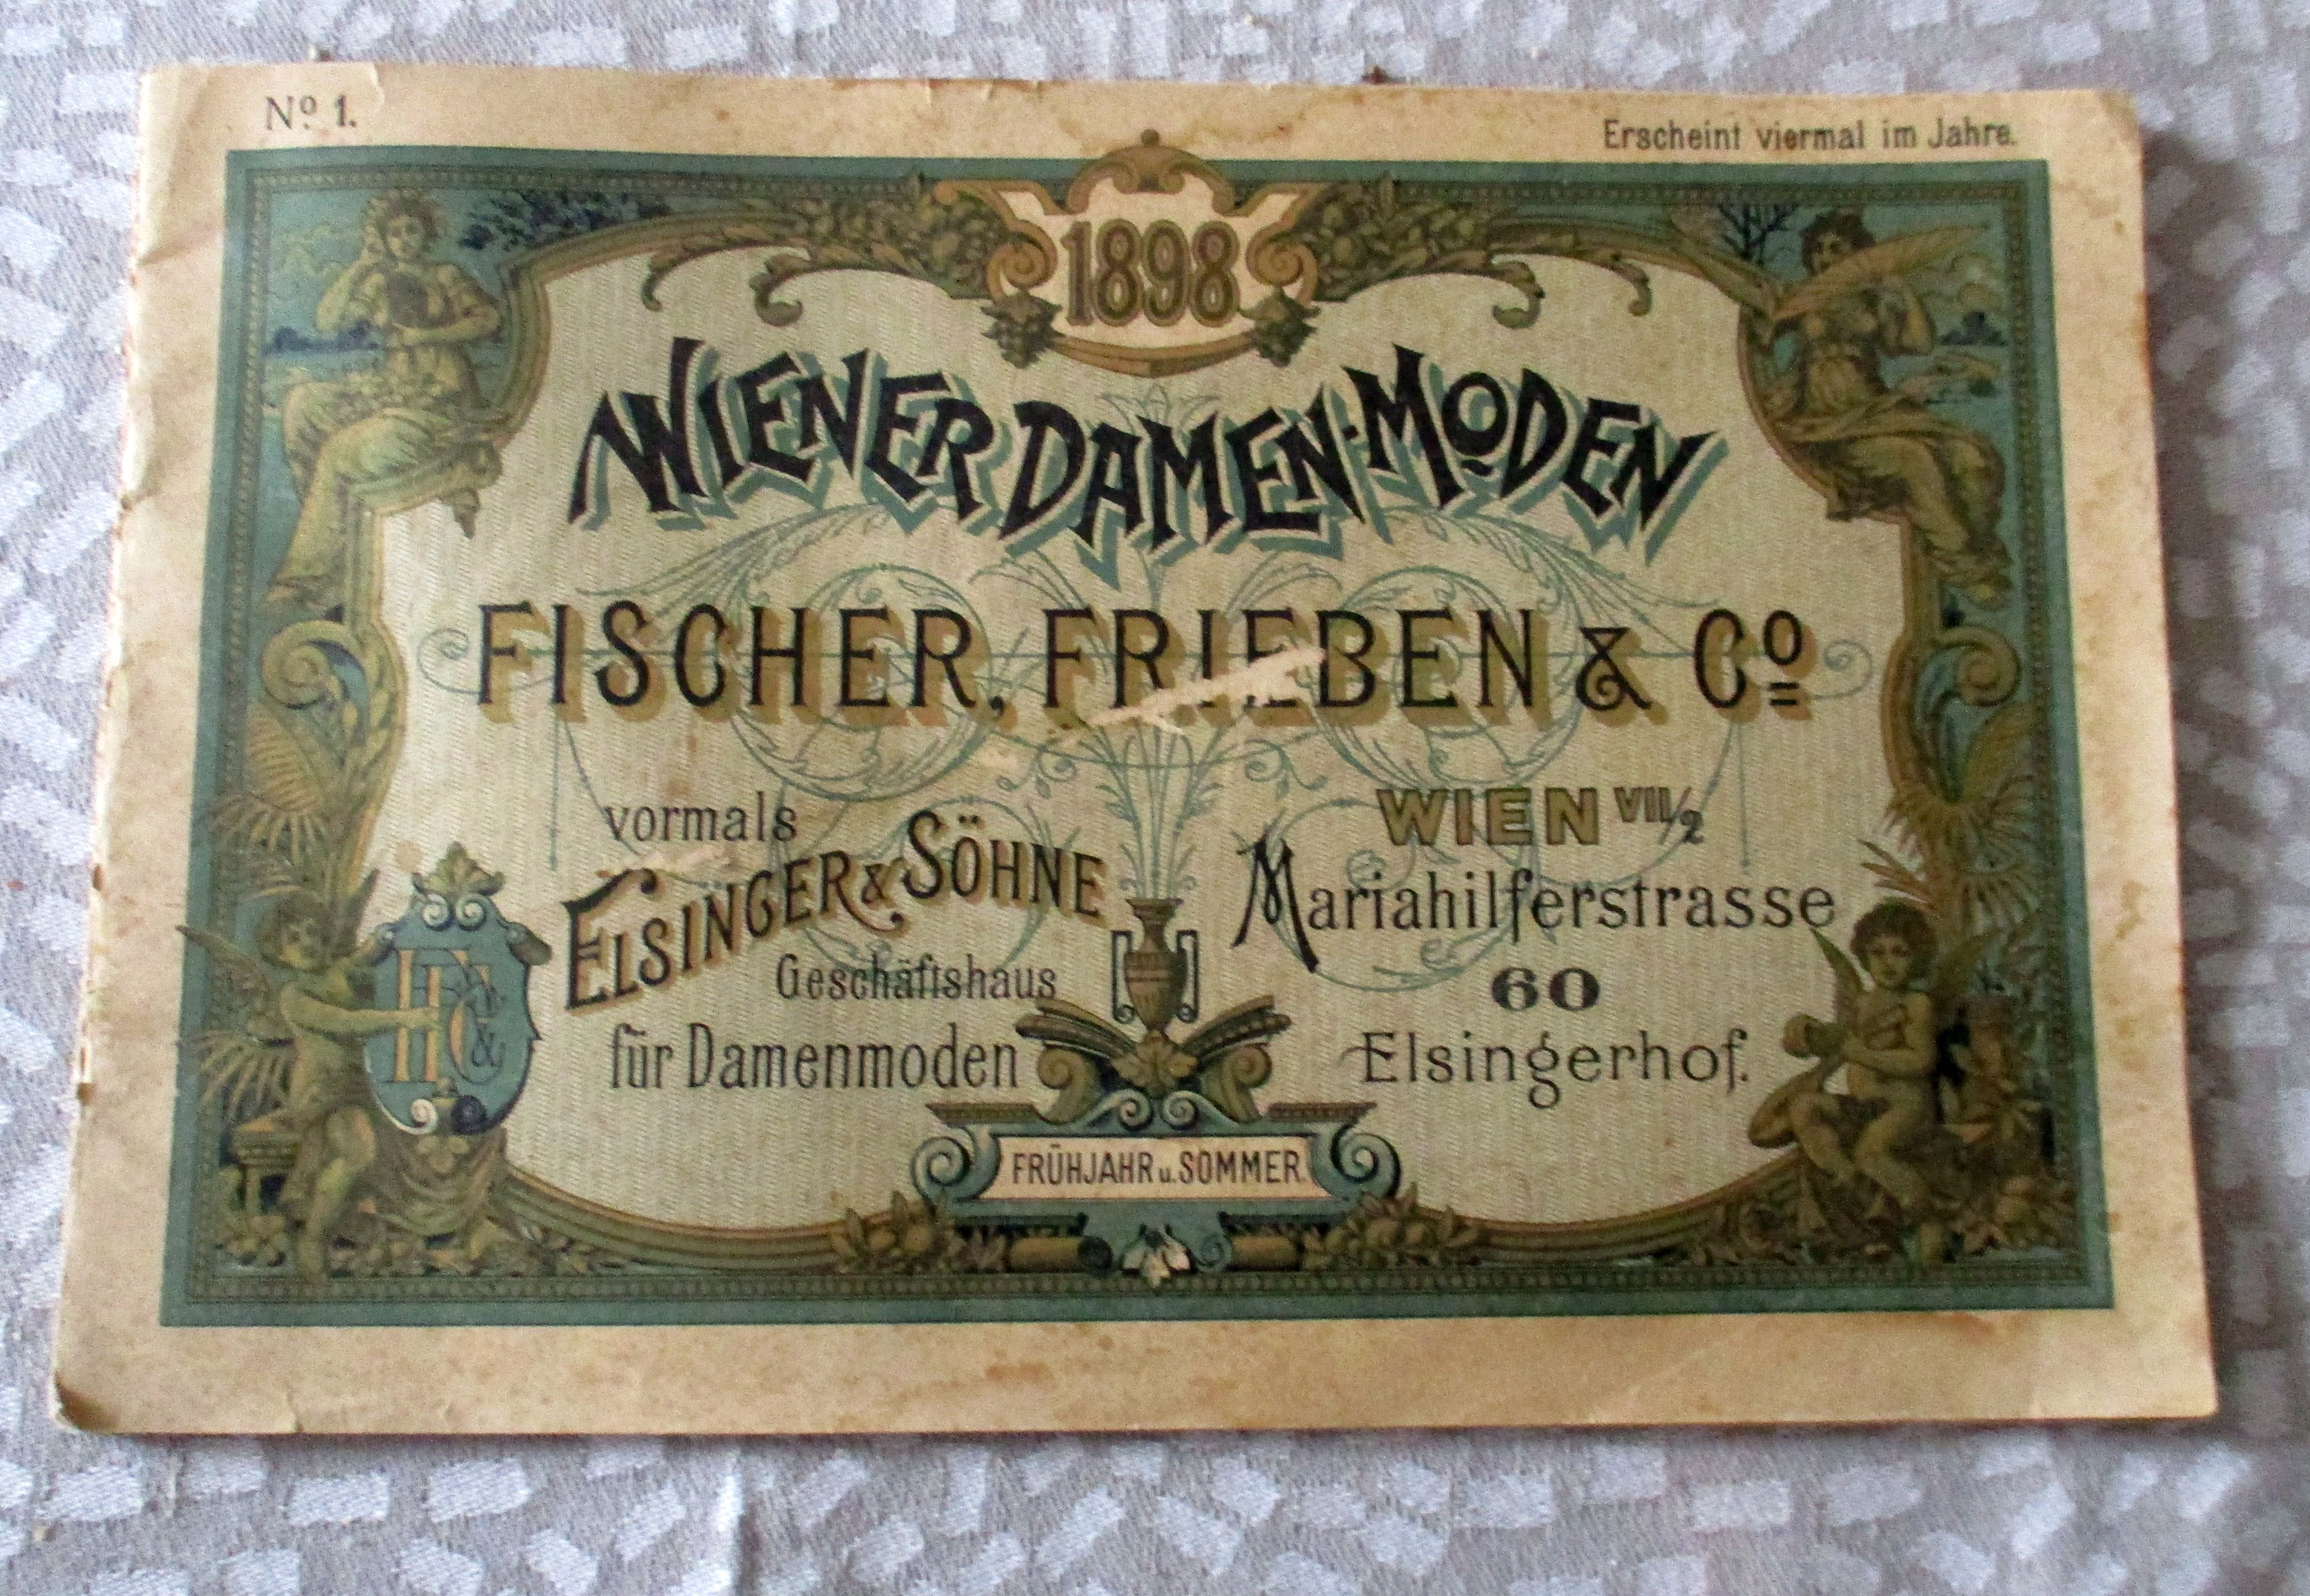 Nº 1.
Erscheint viermal im Jahre.
1898
WIENER DAMEN-MODEN
FISCHER, FRIEBEN & Cº
vormals
ELSINGER & SÖHNE
Geschäftshaus
für Damenmoden
WIEN VII/2
Mariahilferstrasse
60
Elsingerhof.
FRÜHJAHR u. SOMMER.